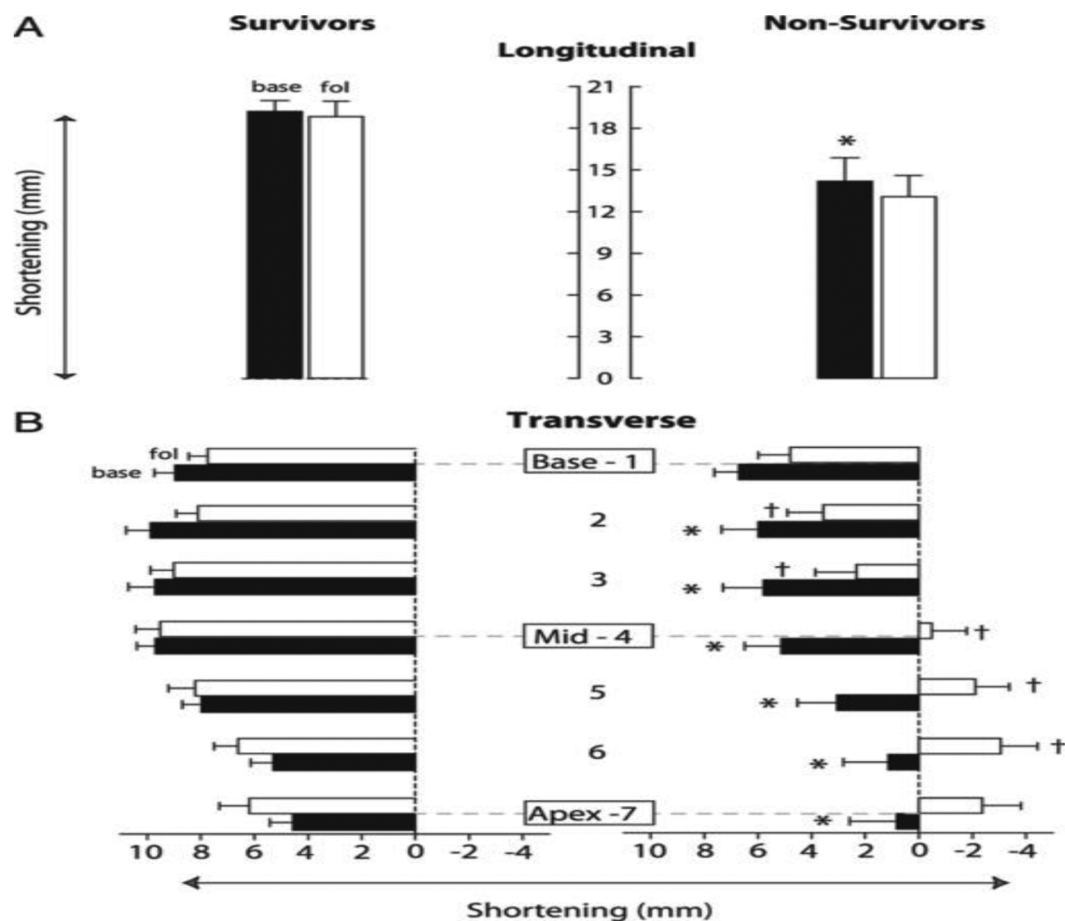 A
Survivors
Non-Survivors
Longitudinal
base fol
21
18
15
12
9
6
3
0
*
Shortening (mm)
B
Transverse
fol
base
Base - 1
2
3
Mid - 4
5
6
Apex -7
†
*
†
*
†
*
†
*
†
*
*
10 8 6 4 2 0 -2 -4
10 8 6 4 2 0 -2 -4
Shortening (mm)